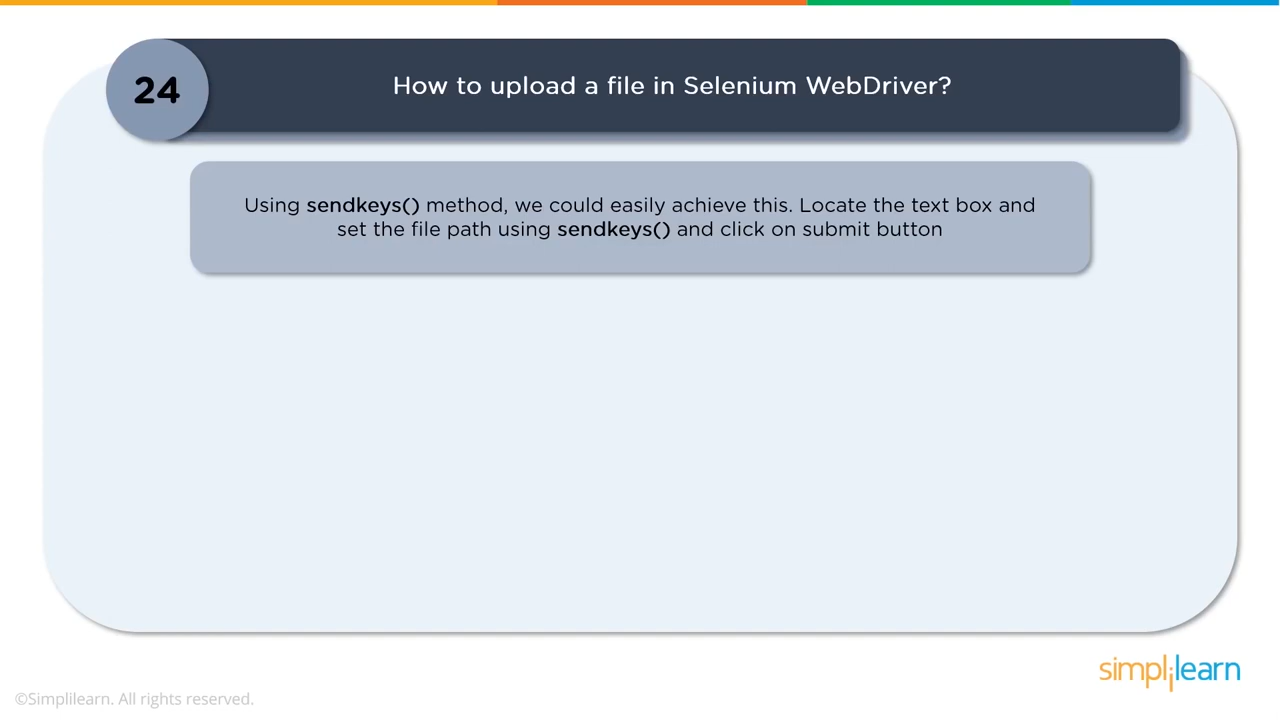 24
How to upload a file in Selenium WebDriver?
Using sendkeys() method, we could easily achieve this. Locate the text box and
set the file path using sendkeys() and click on submit button
simplilearn
©Simplilearn. All rights reserved.